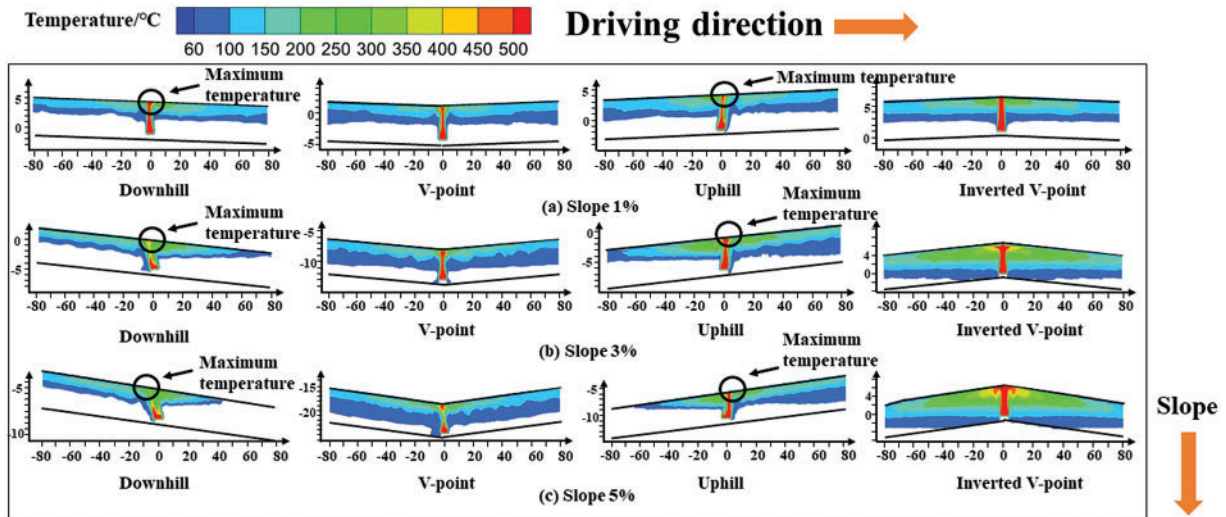 Temperature/°C
60 100 150 200 250 300 350 400 450 500
Driving direction
Maximum
temperature
Maximum temperature
5
0
5
0
-5
5
0
5
0
-80 -60 -40 -20 0 20 40 60 80
-80 -60 -40 -20 0 20 40 60 80
-80 -60 -40 -20 0 20 40 60 80
-80 -60 -40 -20 0 20 40 60 80
Downhill
V-point
Uphill
Inverted V-point
(a) Slope 1%
Maximum
temperature
Maximum
temperature
0
-5
-5
-10
0
-5
4
0
-80 -60 -40 -20 0 20 40 60 80
-80 -60 -40 -20 0 20 40 60 80
-80 -60 -40 -20 0 20 40 60 80
-80 -60 -40 -20 0 20 40 60 80
Downhill
V-point
Uphill
Inverted V-point
(b) Slope 3%
Maximum
temperature
Maximum
temperature
-5
-10
-15
-20
-5
-10
4
0
-80 -60 -40 -20 0 20 40 60 80
-80 -60 -40 -20 0 20 40 60 80
-80 -60 -40 -20 0 20 40 60 80
-80 -60 -40 -20 0 20 40 60 80
Downhill
V-point
Uphill
Inverted V-point
(c) Slope 5%
Slope